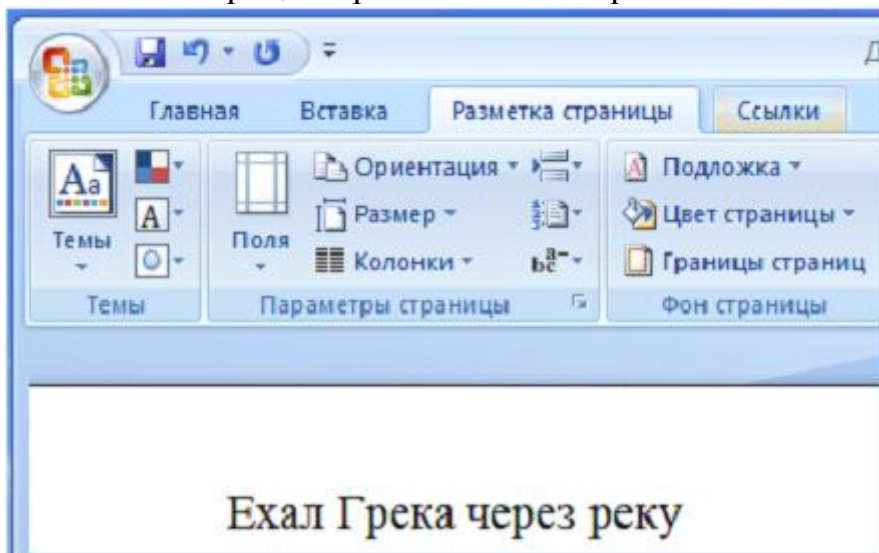 Главная Вставка Разметка страницы Ссылки
Aa Ориентация Подложка
A Размер Цвет страницы
Темы Поля Колонки Границы страниц
Темы Параметры страницы Фон страницы
Ехал Грека через реку